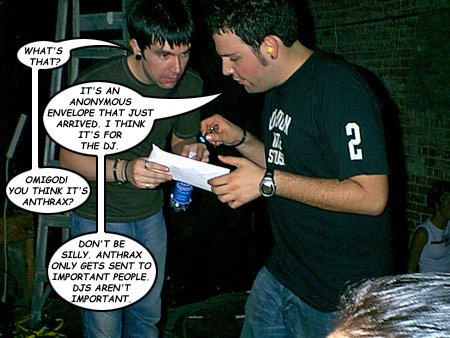 WHAT'S
THAT?
IT'S AN
ANONYMOUS
ENVELOPE THAT JUST
ARRIVED. I THINK
IT'S FOR
THE DJ.
OMIGOD!
YOU THINK IT'S
ANTHRAX?
DON'T BE
SILLY. ANTHRAX
ONLY GETS SENT TO
IMPORTANT PEOPLE.
DJS AREN'T
IMPORTANT.
2